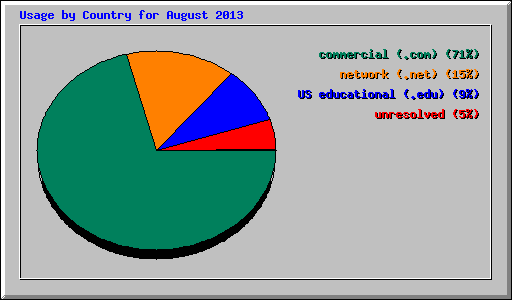 Usage by Country for August 2013
commercial (.com) (71%)
network (.net) (15%)
US educational (.edu) (9%)
unresolved (5%)